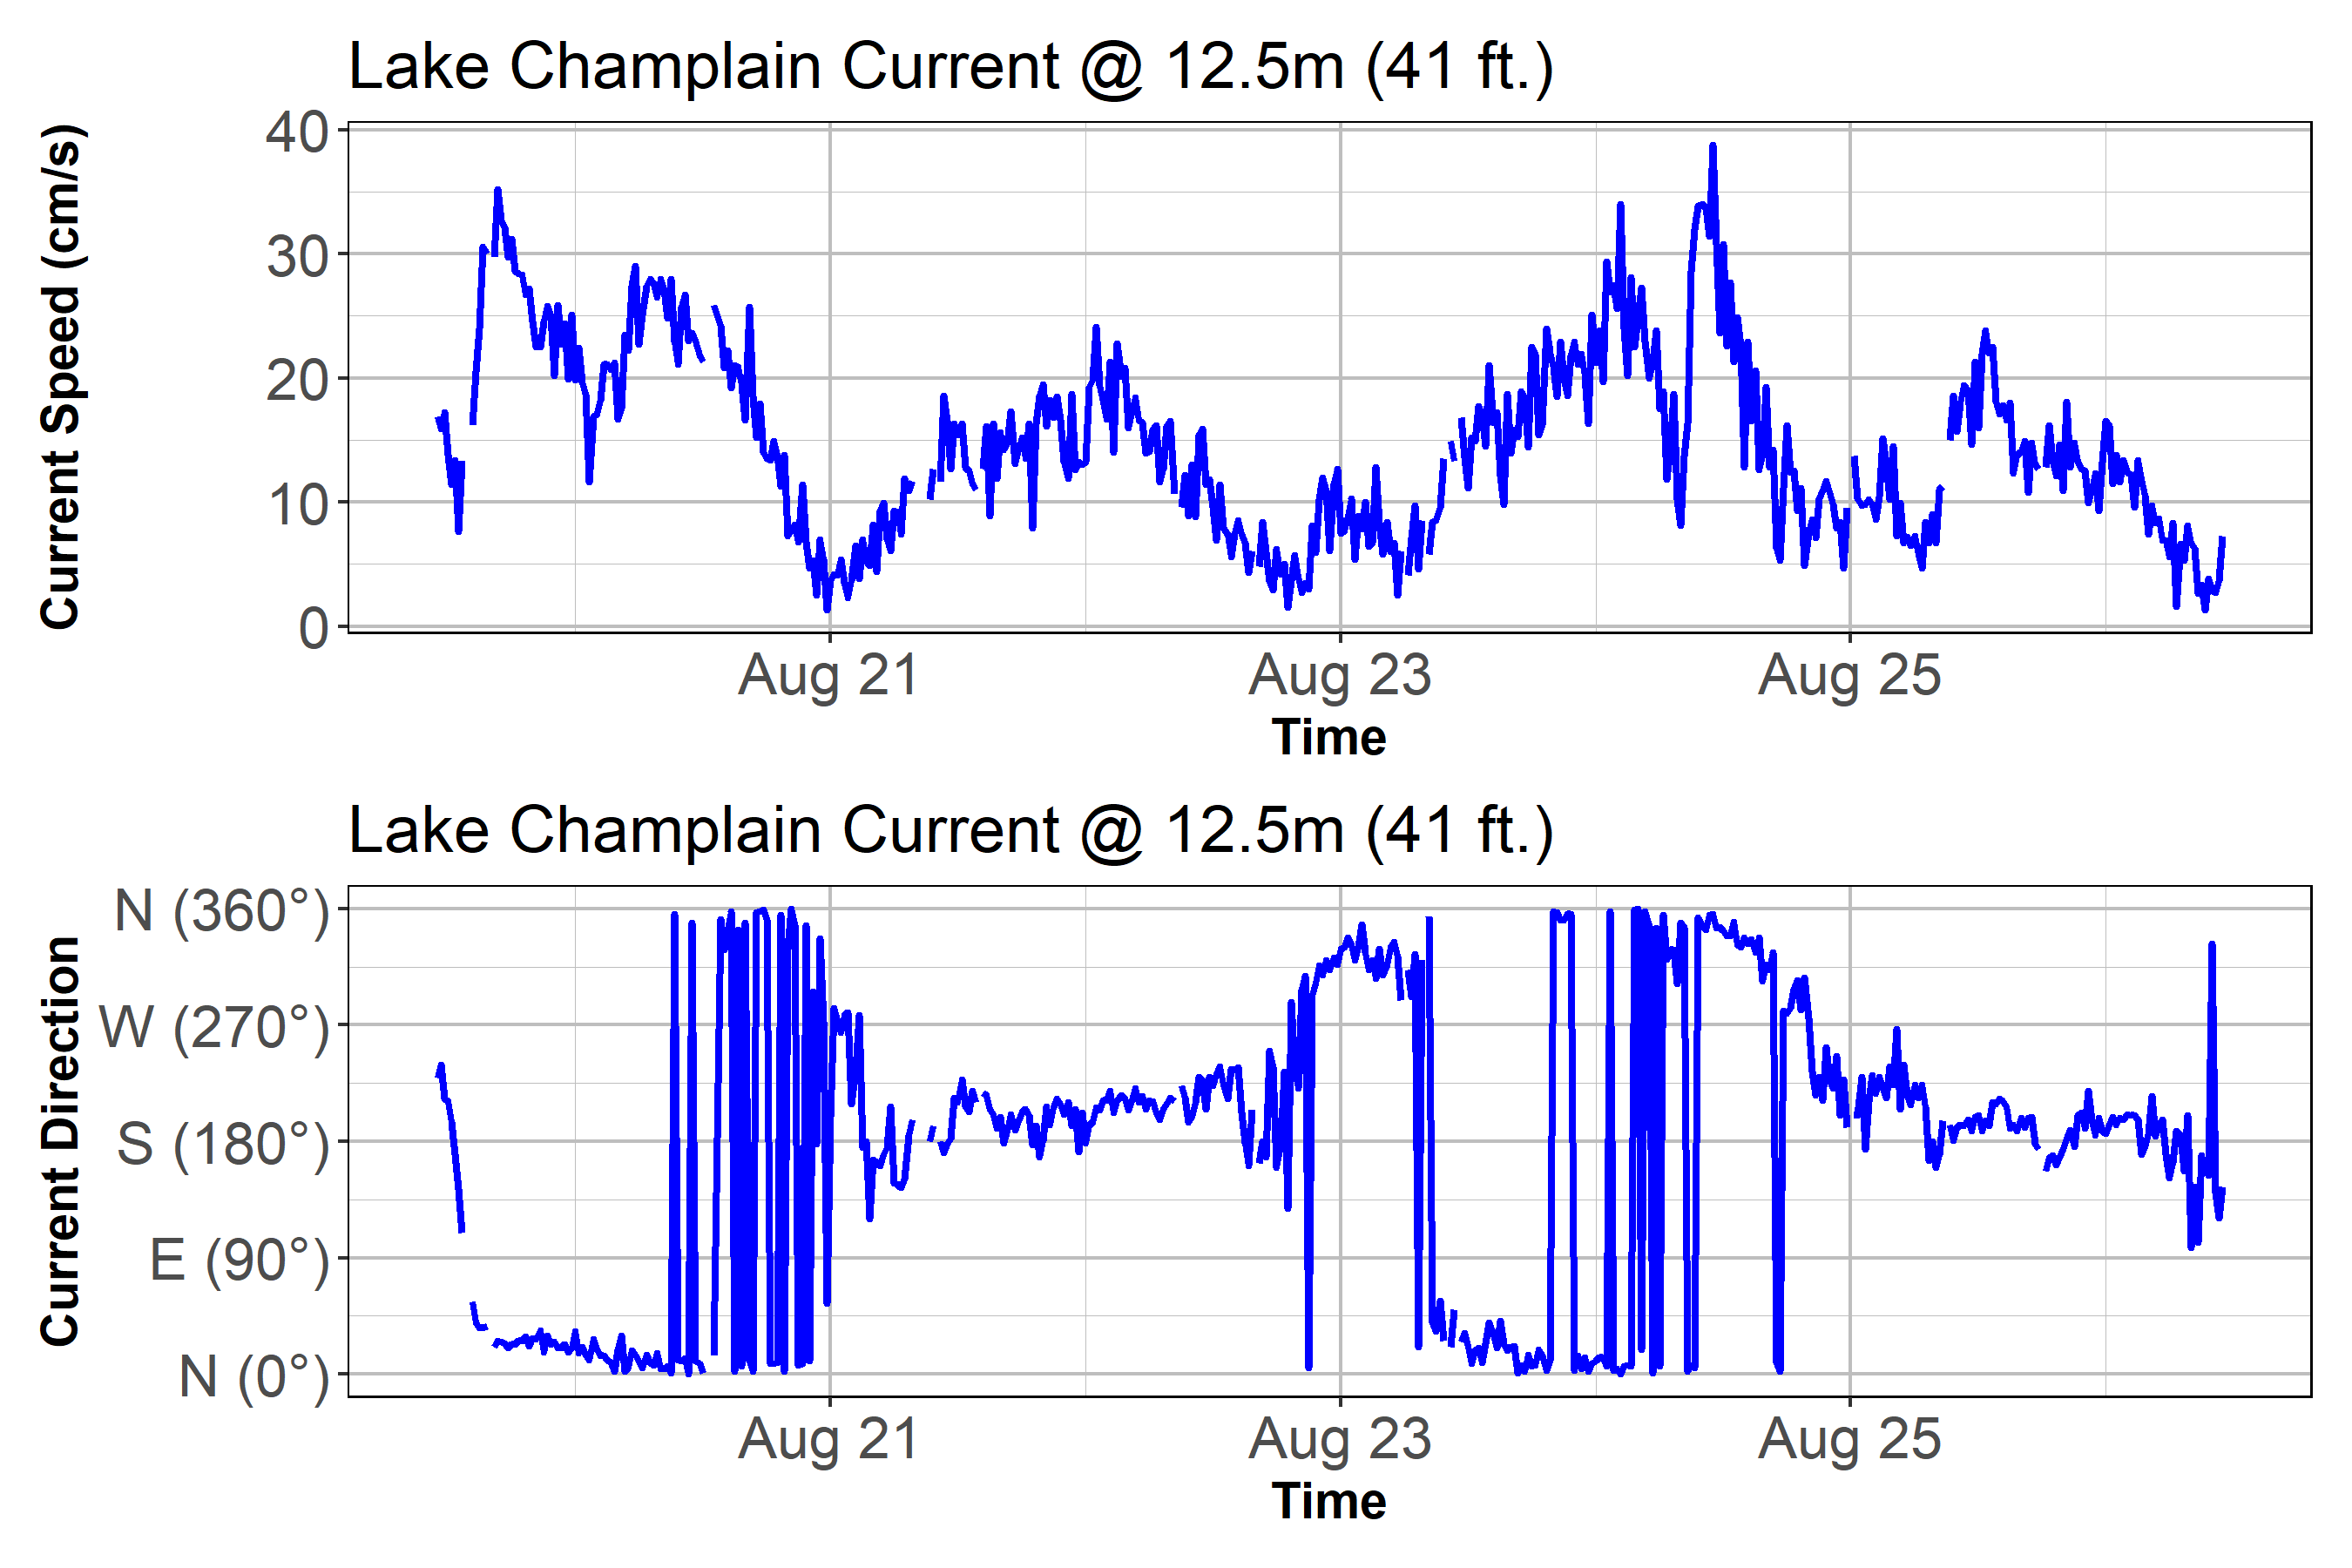 Lake Champlain Current @ 12.5m (41 ft.)
Current Speed (cm/s)
40
30
20
10
0
Aug 21 Aug 23 Aug 25
Time
Lake Champlain Current @ 12.5m (41 ft.)
Current Direction
N (360°)
W (270°)
S (180°)
E (90°)
N (0°)
Aug 21 Aug 23 Aug 25
Time